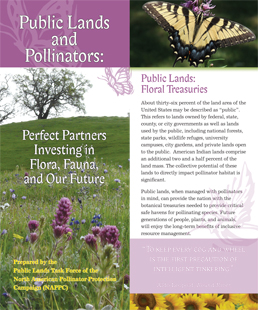 Public Lands
and
Pollinators:
Perfect Partners
Investing in
Flora, Fauna,
and Our Future
Prepared by the
Public Lands Task Force of the
North American Pollinator Protection
Campaign (NAPPC)
Public Lands:
Floral Treasuries
About thirty-six percent of the land area of the
United States may be described as "public".
This refers to lands owned by federal, state,
county, or city governments as well as lands
used by the public, including national forests,
state parks, wildlife refuges, university
campuses, city gardens, and private lands open
to the public. American Indian lands comprise
an additional two and a half percent of the
land mass. The collective potential of these
lands to directly impact pollinator habitat is
significant.
Public lands, when managed with pollinators
in mind, can provide the nation with the
botanical treasures needed to provide critical
safe havens for pollinating species. Future
generations of people, plants, and animals
will enjoy the long-term benefits of inclusive
resource management.
IS THE FIRST PRECAUTION OF
INTELLIGENT TINKERING."